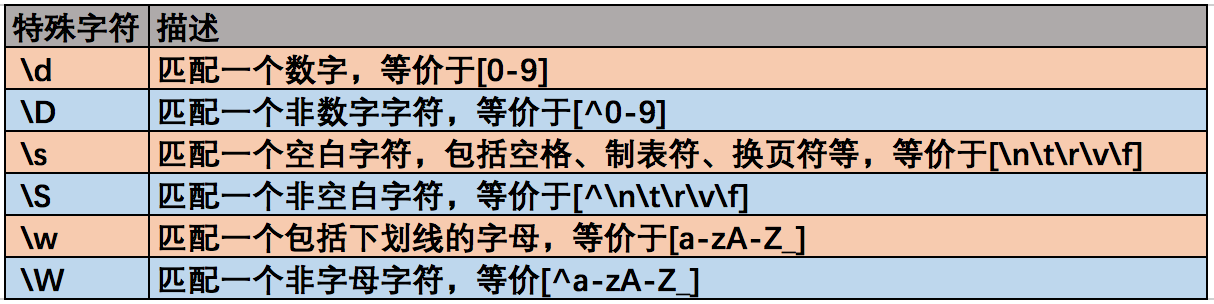 特殊字符 描述
\d 匹配一个数字，等价于[0-9]
\D 匹配一个非数字字符，等价于[^0-9]
\s 匹配一个空白字符，包括空格、制表符、换页符等，等价于[\n\t\r\v\f]
\S 匹配一个非空白字符，等价于[^\n\t\r\v\f]
\w 匹配一个包括下划线的字母，等价于[a-zA-Z_]
\W 匹配一个非字母字符，等价[^a-zA-Z_]